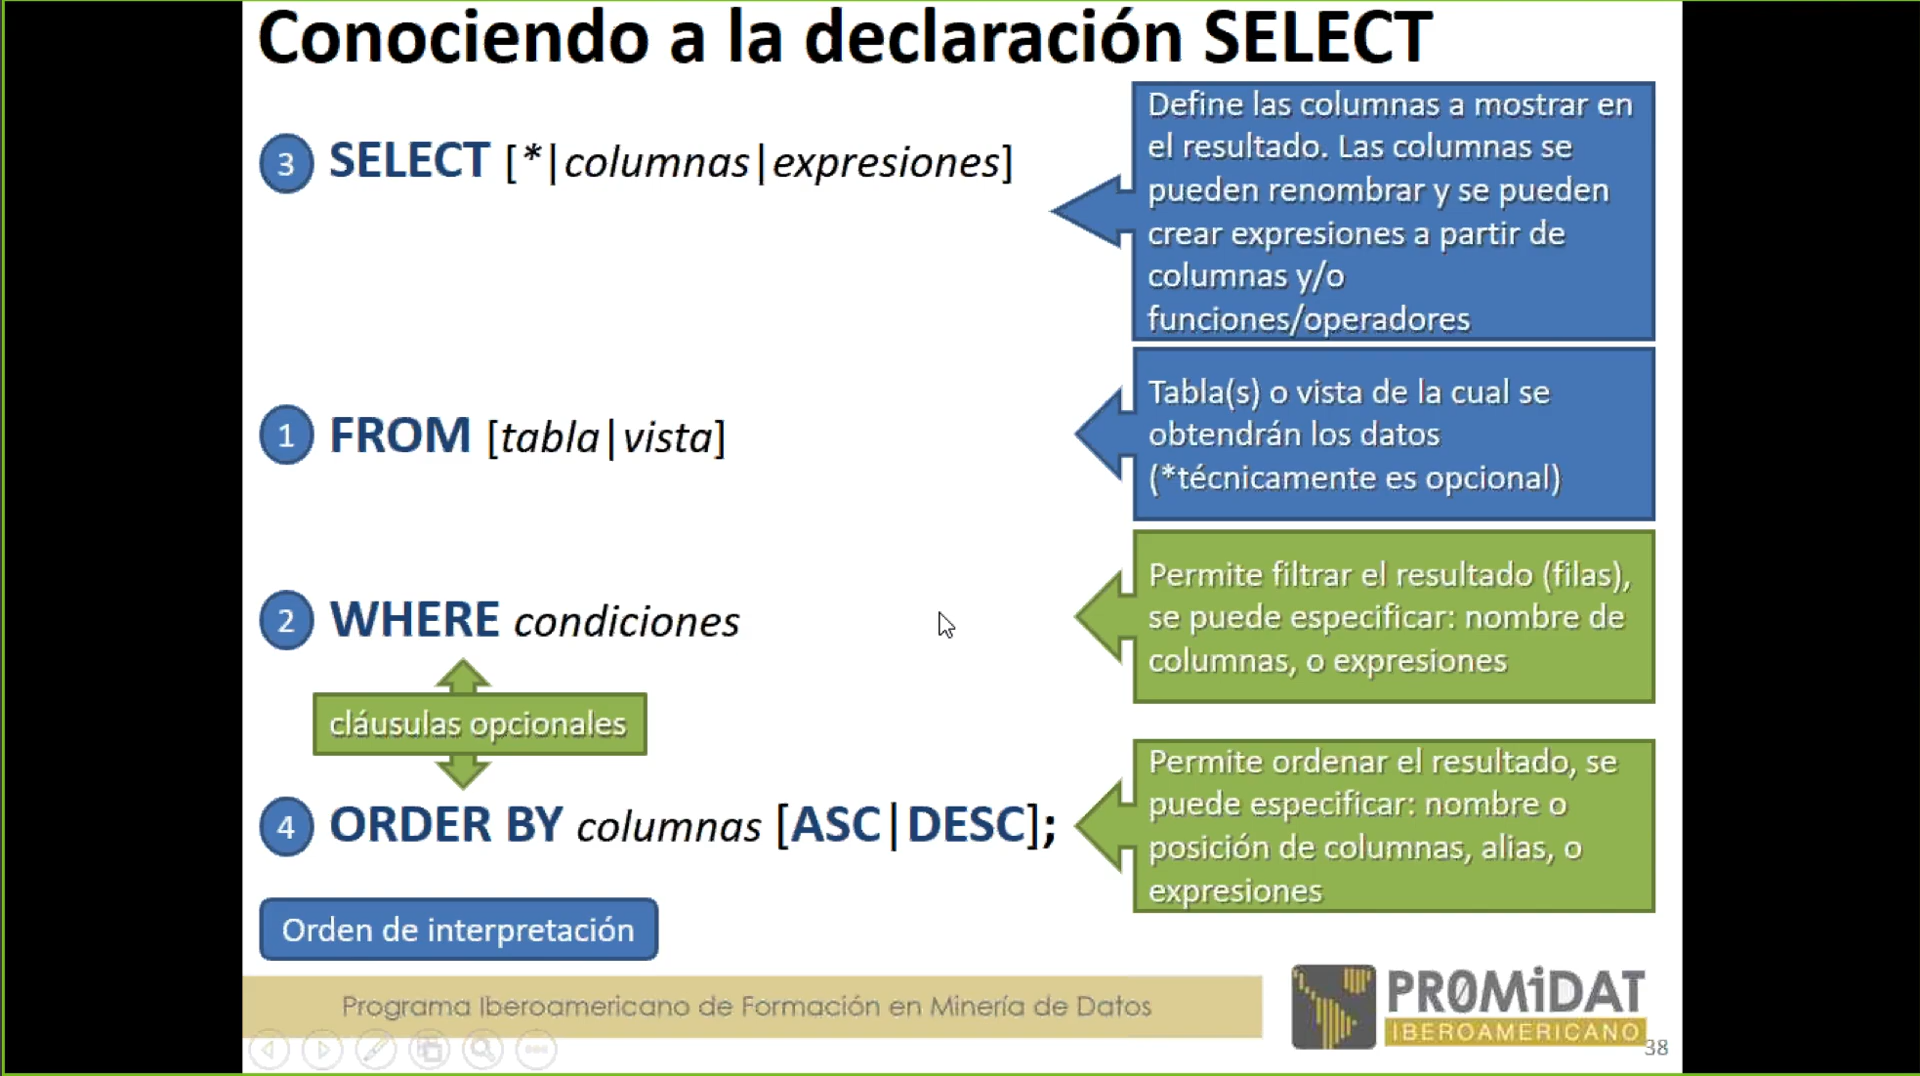 Conociendo a la declaración SELECT
3 SELECT [*|columnas|expresiones]
Define las columnas a mostrar en
el resultado. Las columnas se
pueden renombrar y se pueden
crear expresiones a partir de
columnas y/o
funciones/operadores
1 FROM [tabla|vista]
Tabla(s) o vista de la cual se
obtendrán los datos
(*técnicamente es opcional)
2 WHERE condiciones
Permite filtrar el resultado (filas),
se puede especificar: nombre de
columnas, o expresiones
cláusulas opcionales
4 ORDER BY columnas [ASC|DESC];
Permite ordenar el resultado, se
puede especificar: nombre o
posición de columnas, alias, o
expresiones
Orden de interpretación
Programa Iberoamericano de Formación en Minería de Datos
PR0MiDAT
IBEROAMERICANO
38